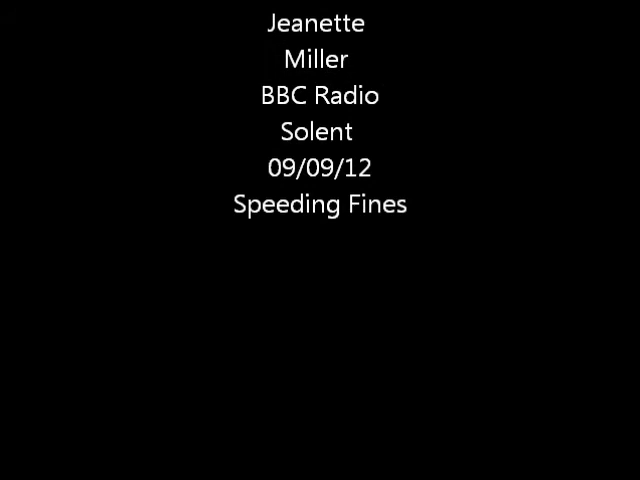 Jeanette
Miller
BBC Radio
Solent
09/09/12
Speeding Fines